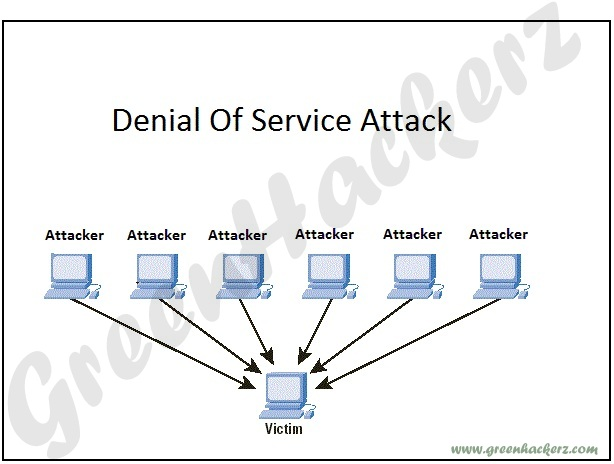 Denial Of Service Attack
Attacker Attacker Attacker Attacker Attacker Attacker
Victim
GreenHackerz
www.greenhackerz.com